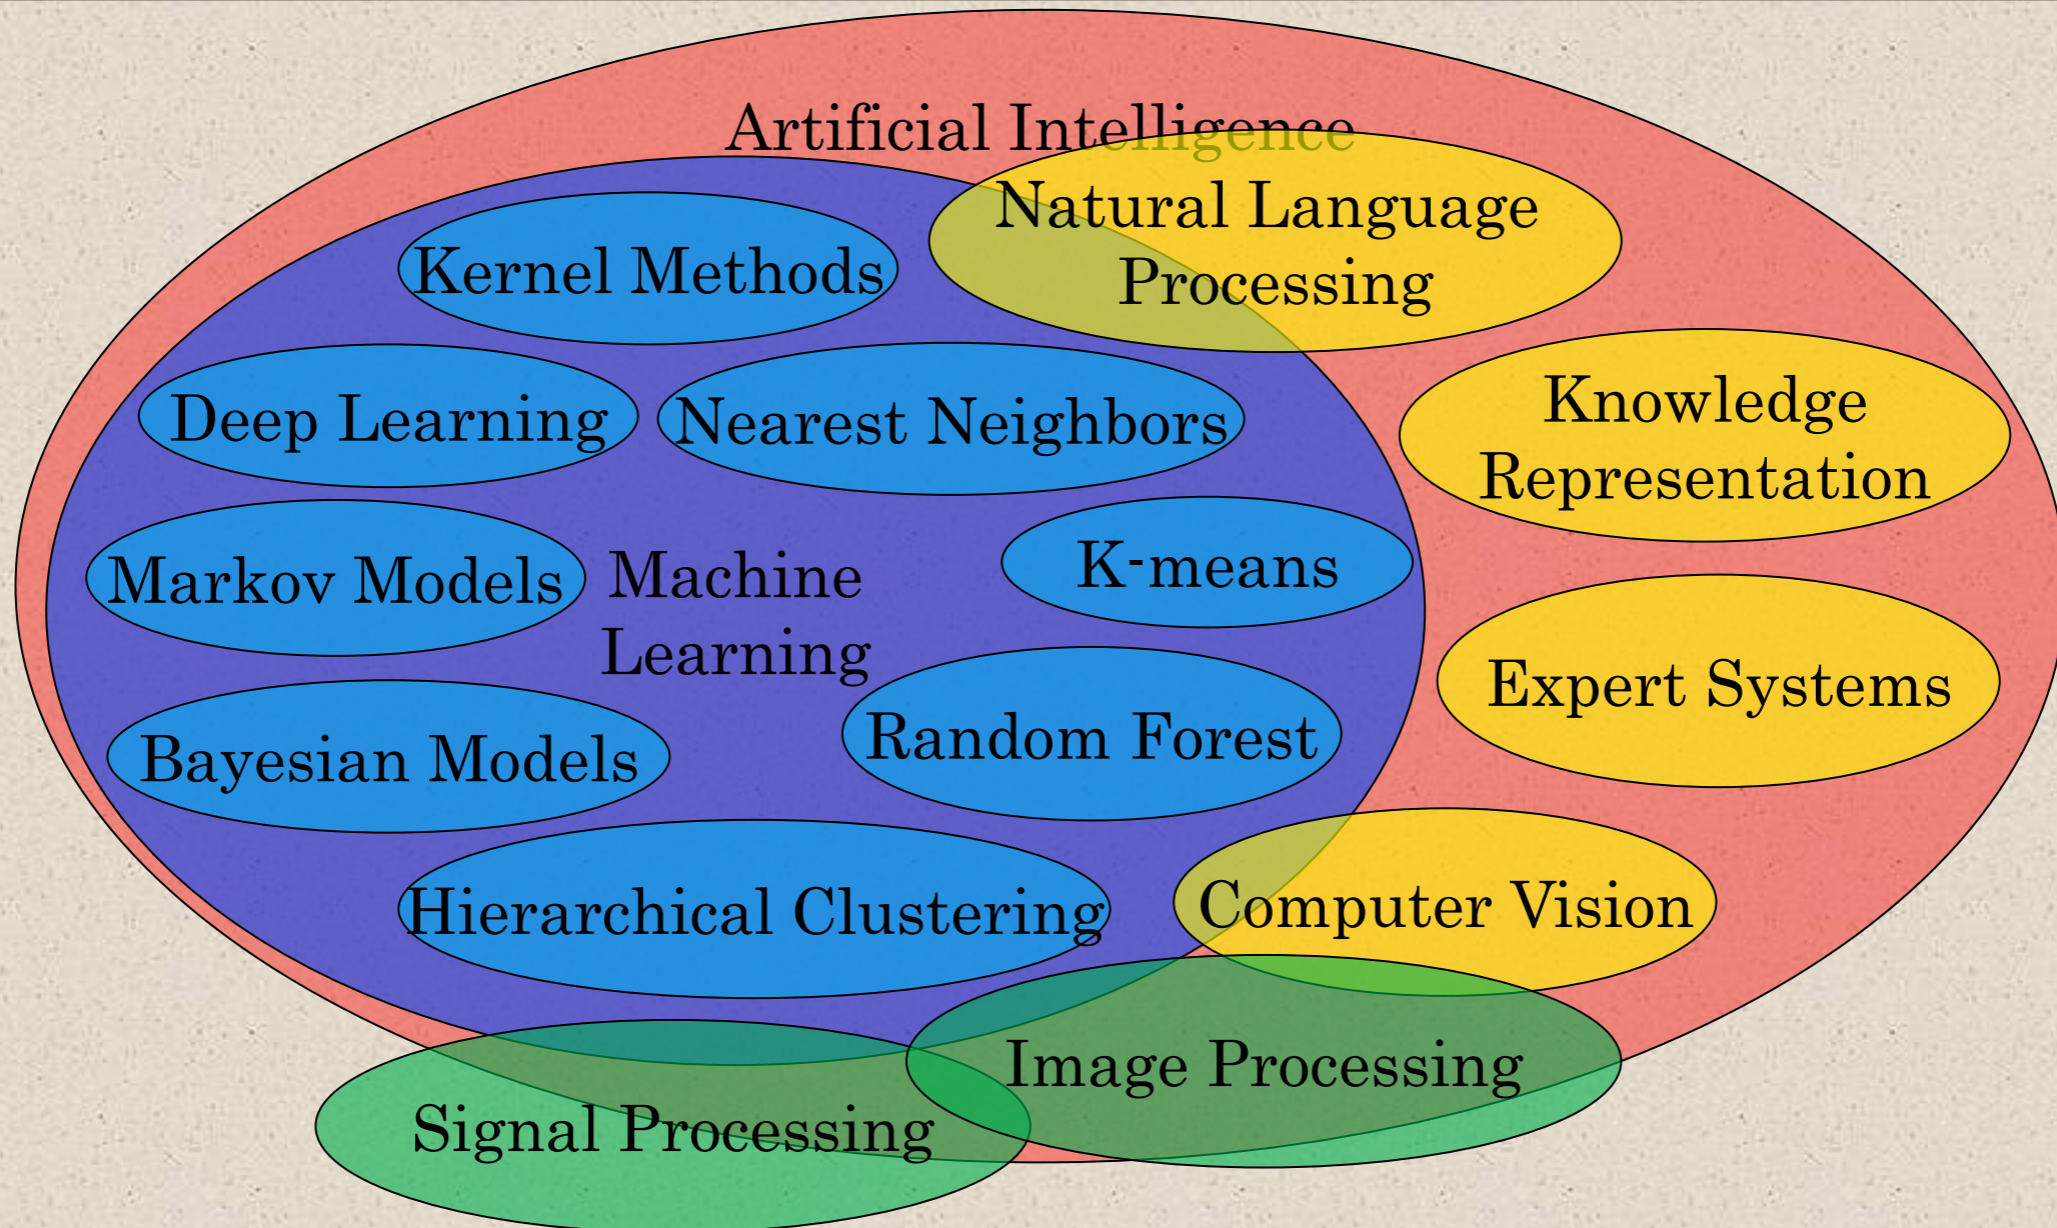 Artificial Intelligence
Natural Language
Processing
Kernel Methods
Deep Learning
Nearest Neighbors
Knowledge
Representation
Markov Models
Machine
Learning
K-means
Expert Systems
Bayesian Models
Random Forest
Hierarchical Clustering
Computer Vision
Image Processing
Signal Processing